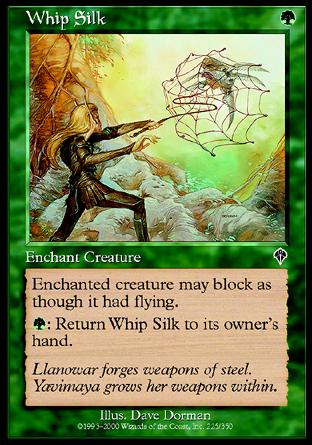 Whip Silk
Enchant Creature
Enchanted creature may block as
though it had flying.
: Return Whip Silk to its owner's
hand.
Llanowar forges weapons of steel.
Yavimaya grows her weapons within.
Illus. Dave Dorman
©1993-2000 Wizards of the Coast, Inc. 225/350